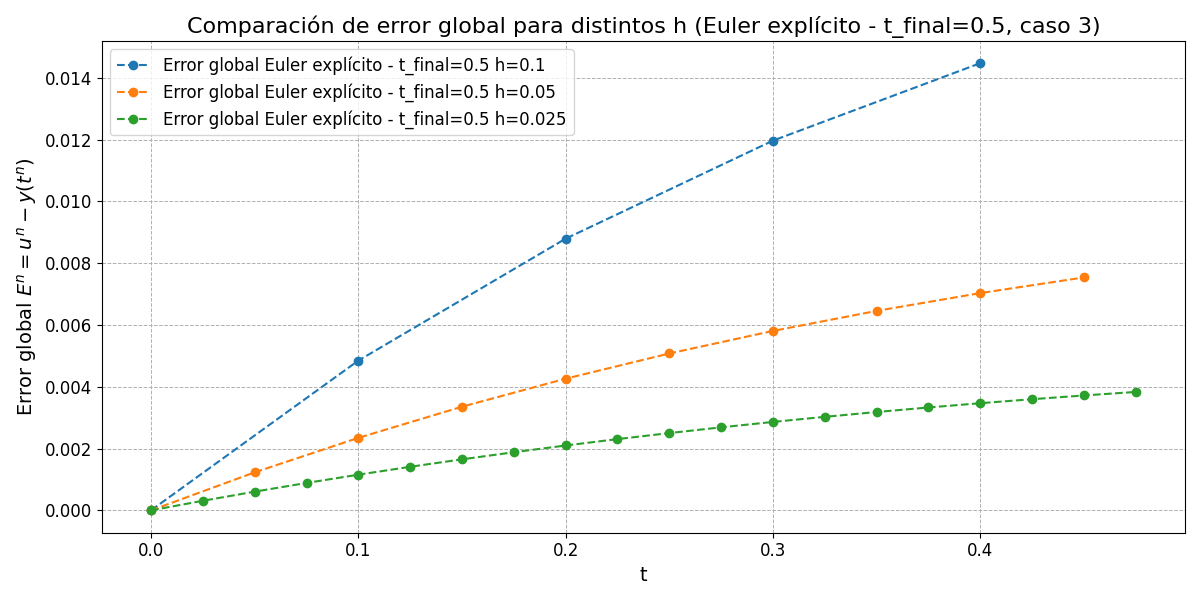 Comparación de error global para distintos h (Euler explícito - t_final=0.5, caso 3)
Error global Euler explícito - t_final=0.5 h=0.1
Error global Euler explícito - t_final=0.5 h=0.05
Error global Euler explícito - t_final=0.5 h=0.025
Error global Eⁿ = uⁿ − y(tⁿ)
0.014
0.012
0.010
0.008
0.006
0.004
0.002
0.000
0.0 0.1 0.2 0.3 0.4
t